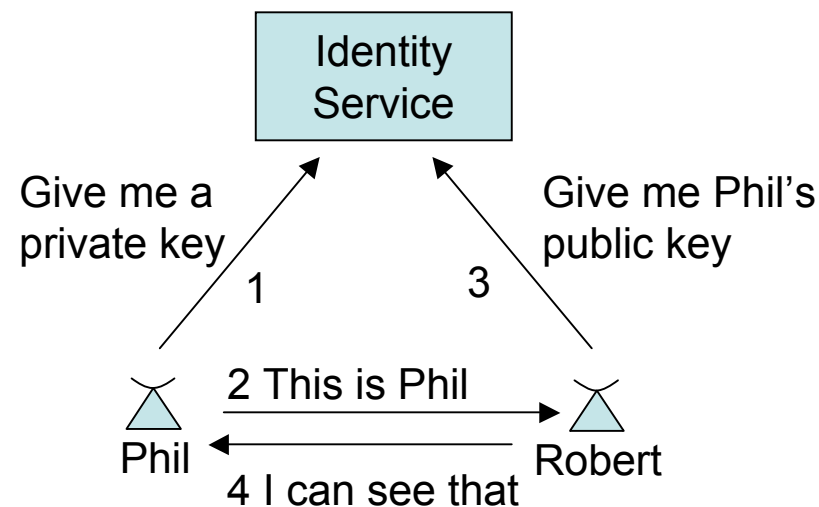 Identity
Service
Give me a
private key
1
Give me Phil's
public key
3
2 This is Phil
Phil
Robert
4 I can see that